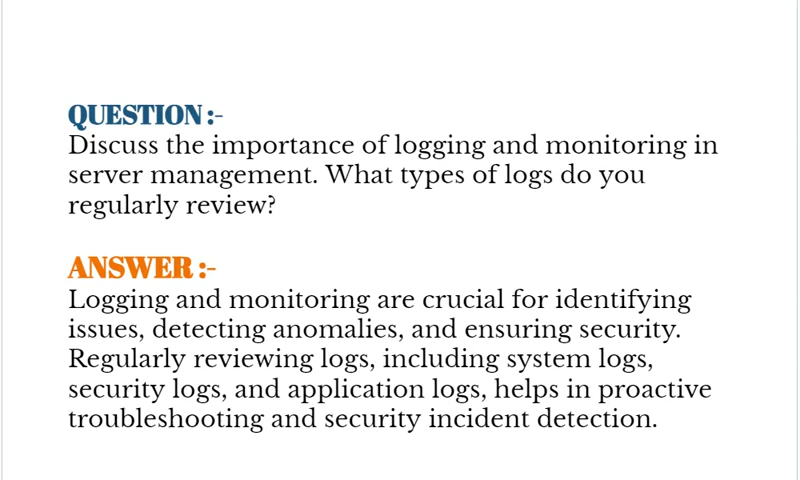 QUESTION :-
Discuss the importance of logging and monitoring in
server management. What types of logs do you
regularly review?
ANSWER :-
Logging and monitoring are crucial for identifying
issues, detecting anomalies, and ensuring security.
Regularly reviewing logs, including system logs,
security logs, and application logs, helps in proactive
troubleshooting and security incident detection.